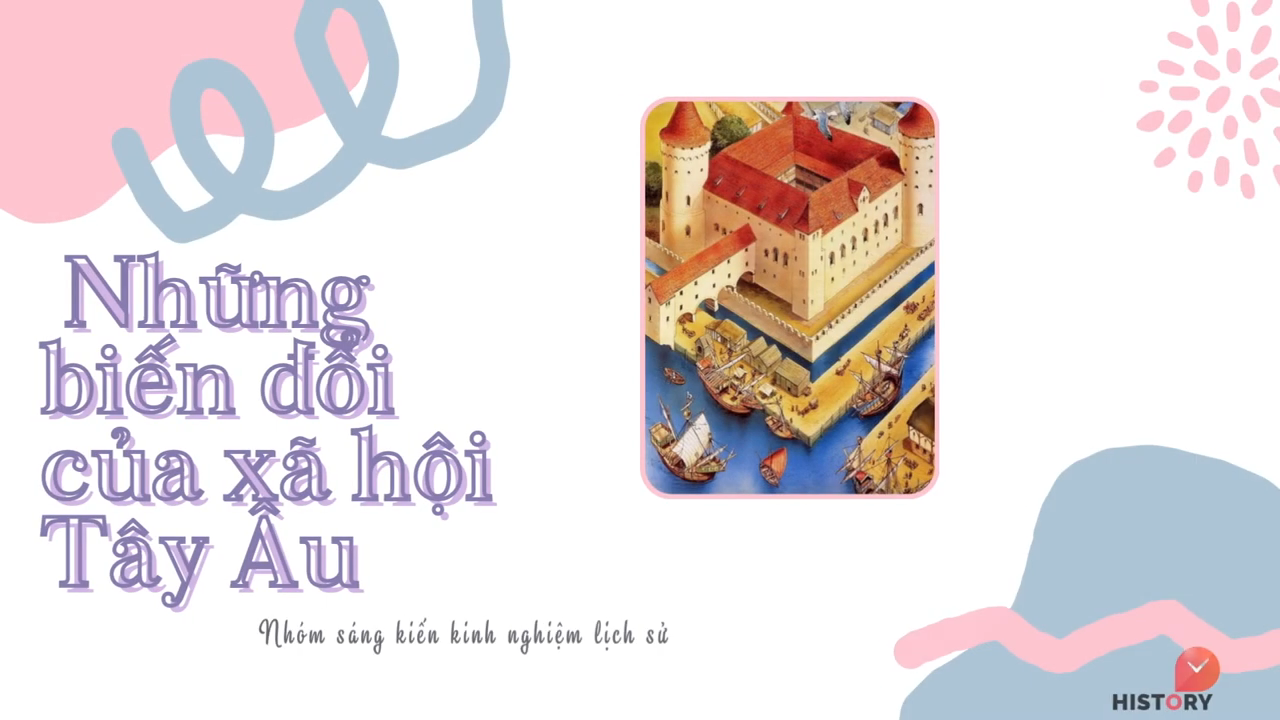 Những
biến đổi
của xã hội
Tây Âu
Nhóm sáng kiến kinh nghiệm lịch sử
HISTORY